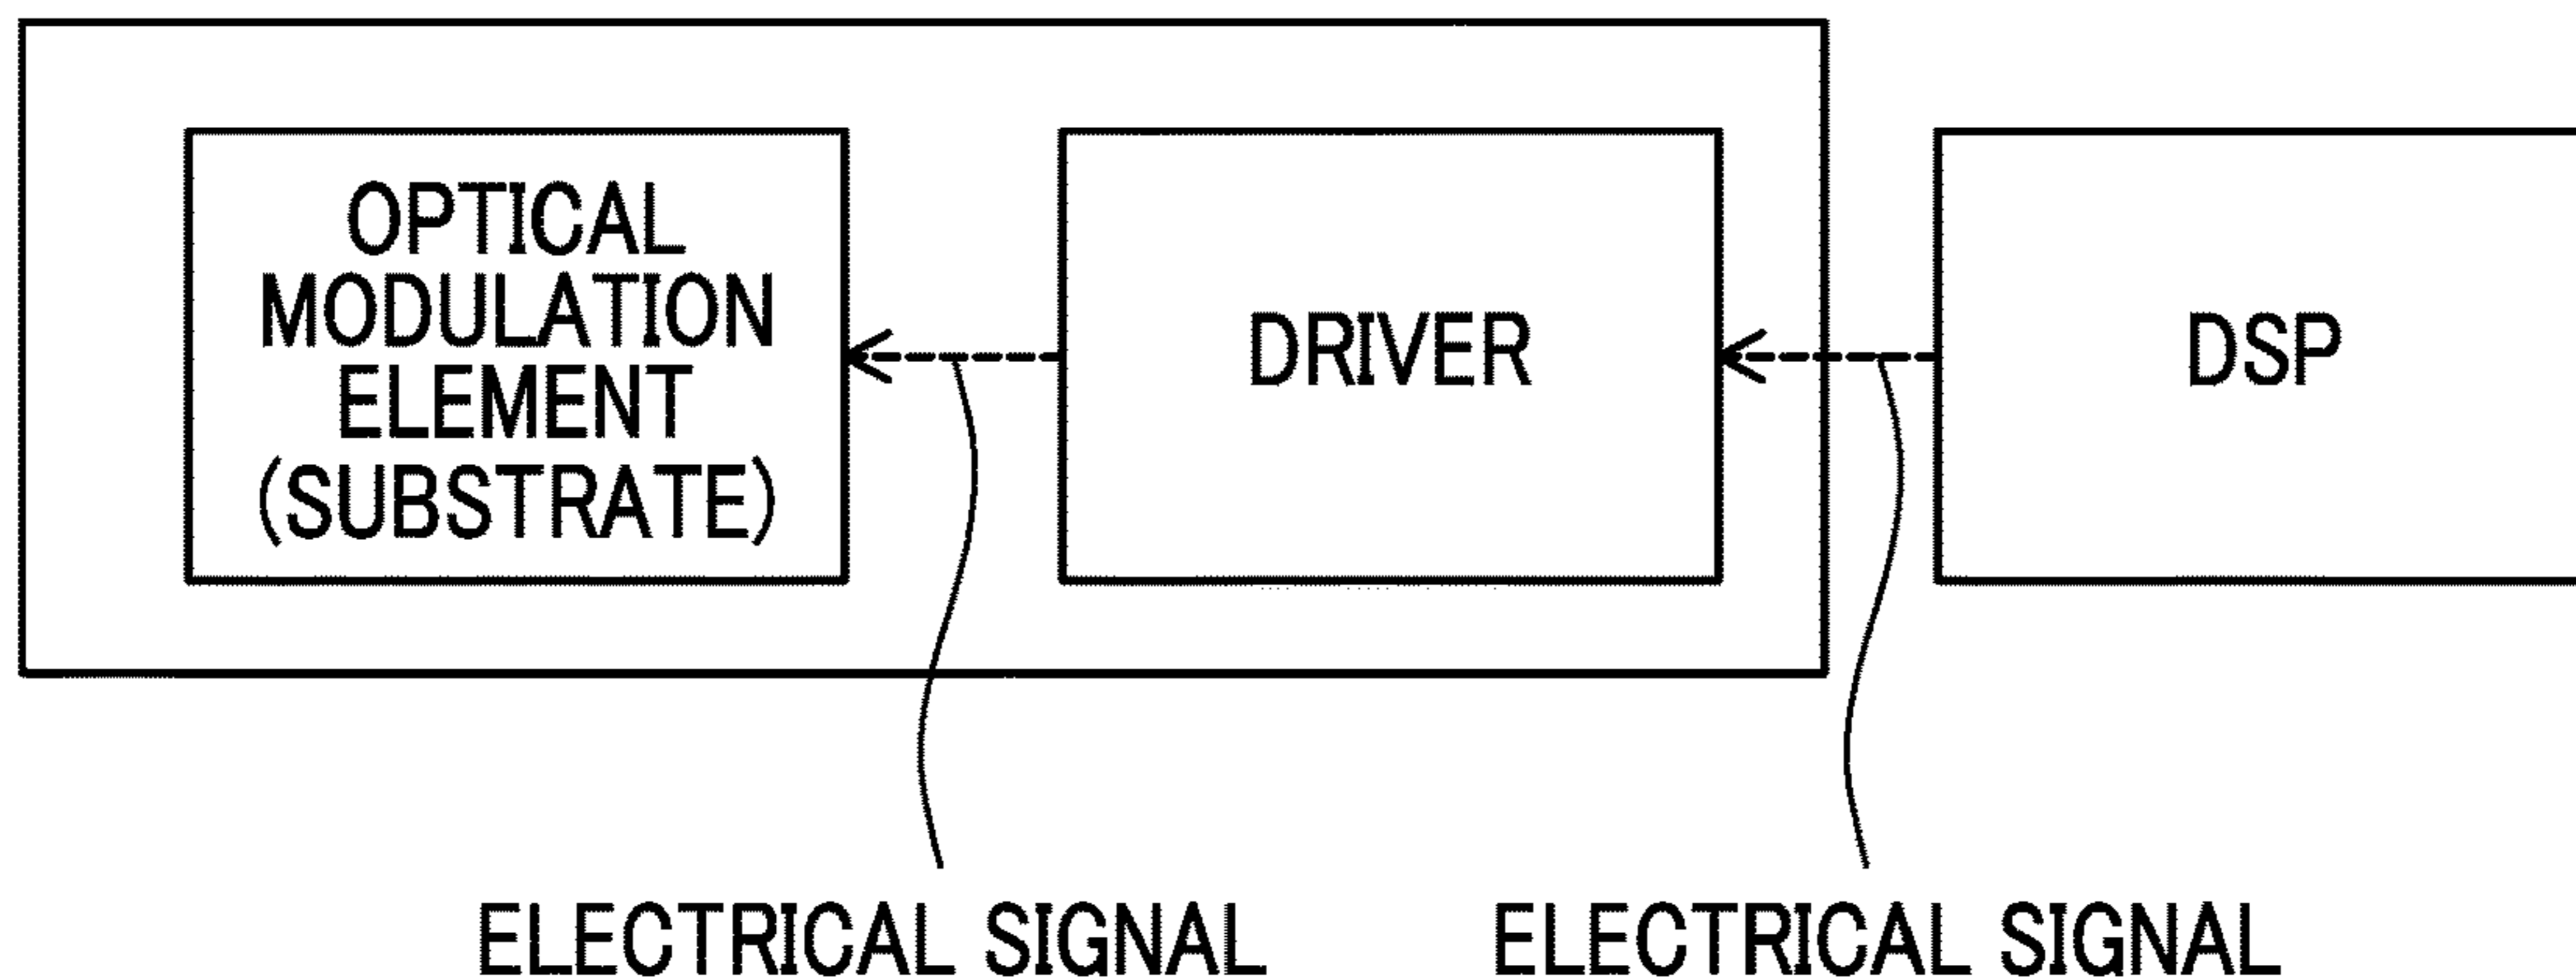 OPTICAL
MODULATION
ELEMENT
(SUBSTRATE)
DRIVER
DSP
ELECTRICAL SIGNAL
ELECTRICAL SIGNAL